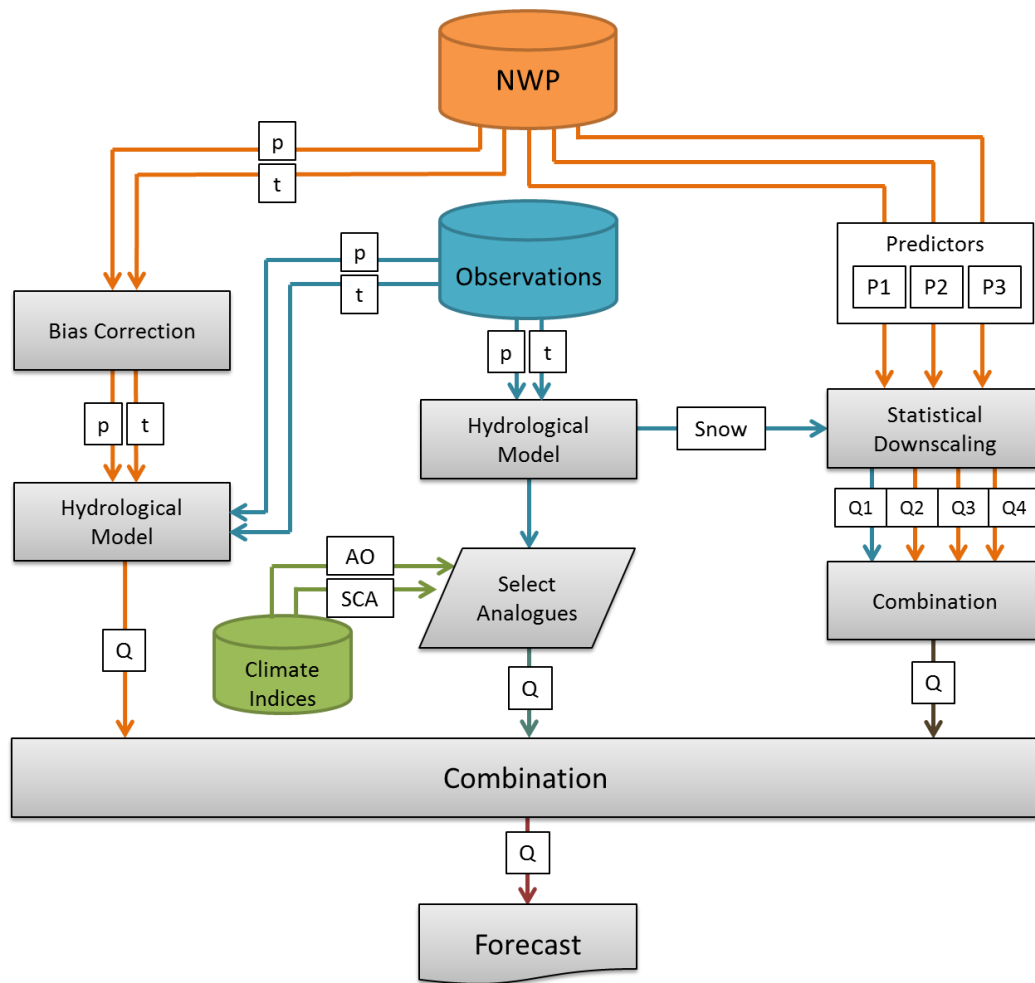 NWP
p
t
Observations
p
t
Predictors
P1 P2 P3
Bias Correction
p t
p t
Hydrological
Model
Snow
Statistical
Downscaling
Hydrological
Model
Q1 Q2 Q3 Q4
AO
SCA
Select
Analogues
Combination
Climate
Indices
Q
Q
Q
Combination
Q
Forecast